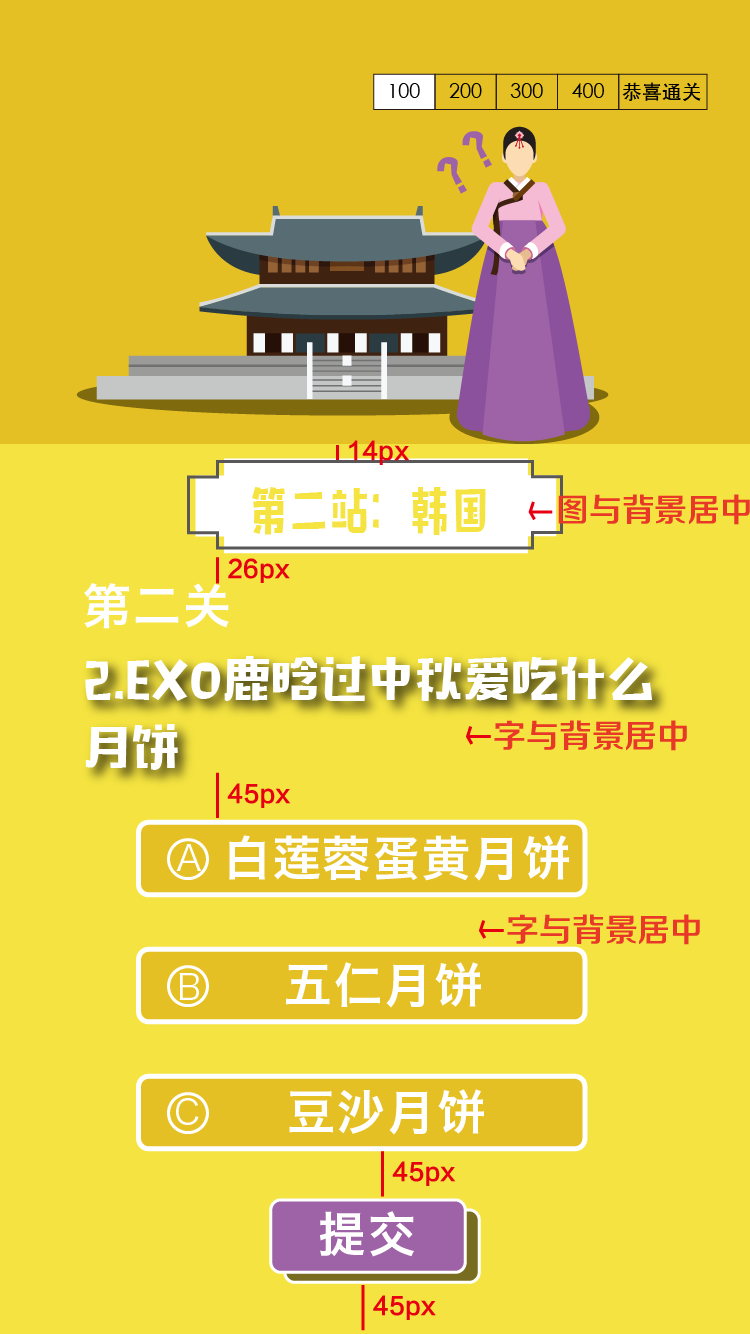 100 200 300 400 恭喜通关
??
14px
第二站：韩国
←图与背景居中
26px
第二关
2.EXO鹿晗过中秋爱吃什么
月饼
←字与背景居中
45px
Ⓐ 白莲蓉蛋黄月饼
←字与背景居中
Ⓑ 五仁月饼
Ⓒ 豆沙月饼
45px
提交
45px